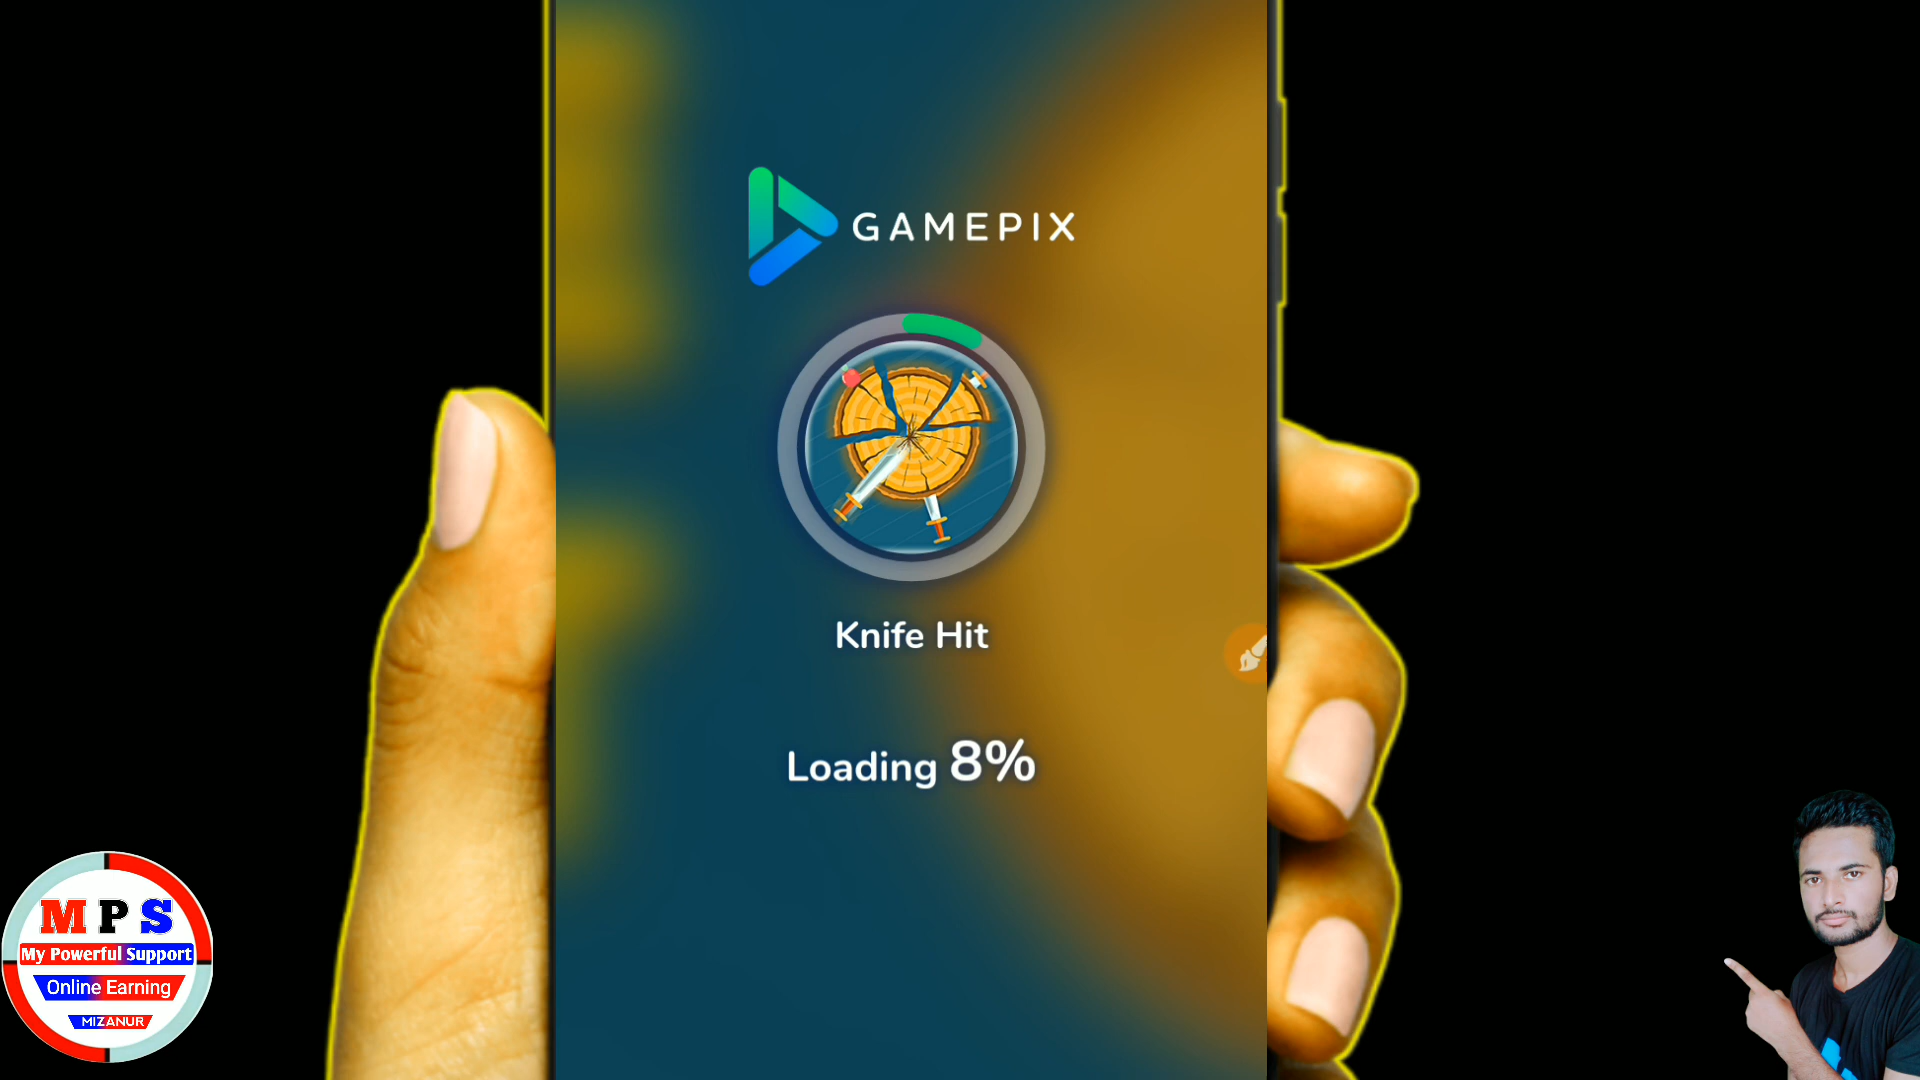 GAMEPIX
Knife Hit
Loading 8%
M P S
My Powerful Support
Online Earning
MIZANUR